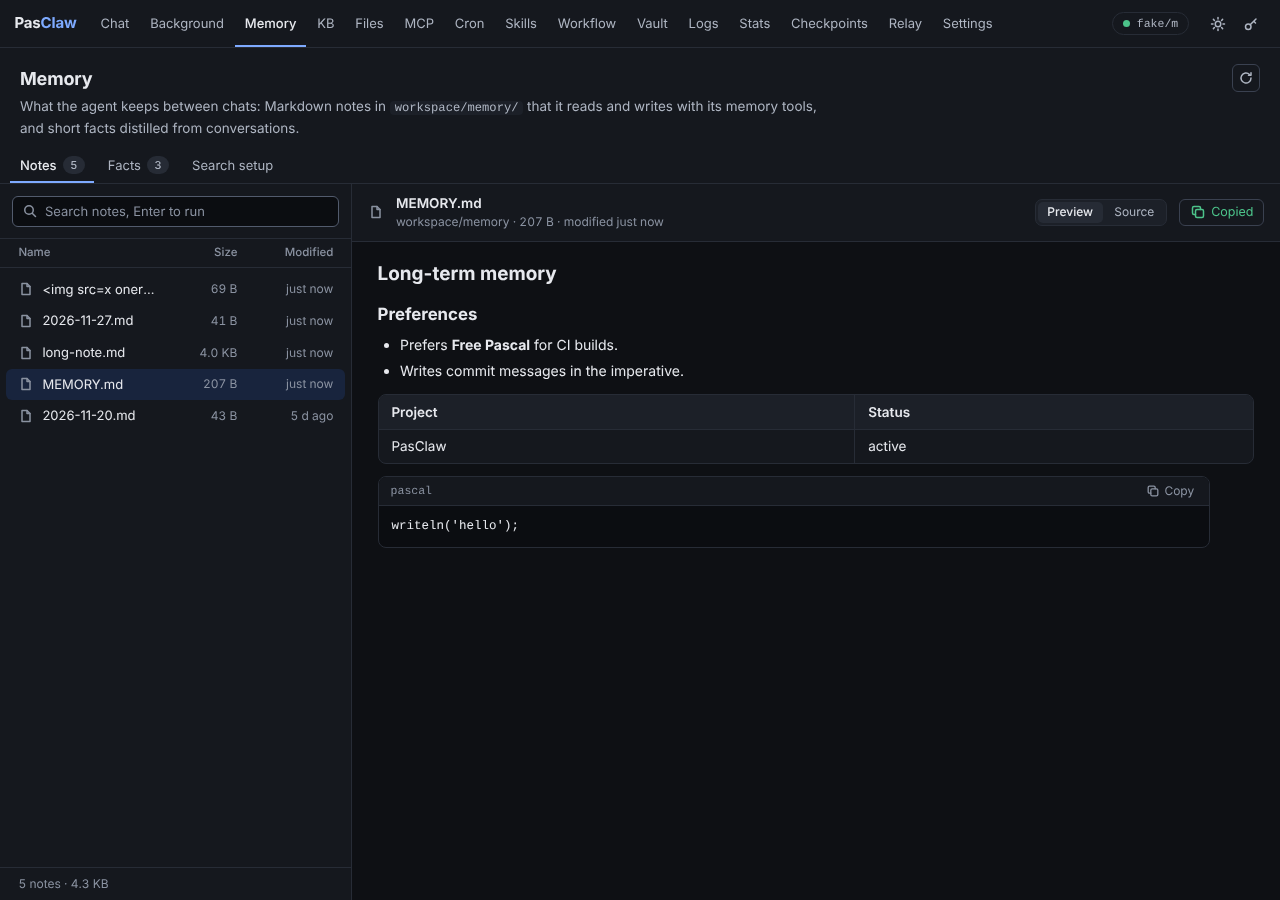 PasClaw Chat Background Memory KB Files MCP Cron Skills Workflow Vault Logs Stats Checkpoints Relay Settings fake/m
Memory
What the agent keeps between chats: Markdown notes in workspace/memory/ that it reads and writes with its memory tools,
and short facts distilled from conversations.
Notes 5 Facts 3 Search setup
Search notes, Enter to run
Name Size Modified
<img src=x oner... 69 B just now
2026-11-27.md 41 B just now
long-note.md 4.0 KB just now
MEMORY.md 207 B just now
2026-11-20.md 43 B 5 d ago
5 notes · 4.3 KB
MEMORY.md
workspace/memory · 207 B · modified just now
Preview Source Copied
Long-term memory
Preferences
• Prefers Free Pascal for CI builds.
• Writes commit messages in the imperative.
Project Status
PasClaw active
pascal Copy
writeln('hello');